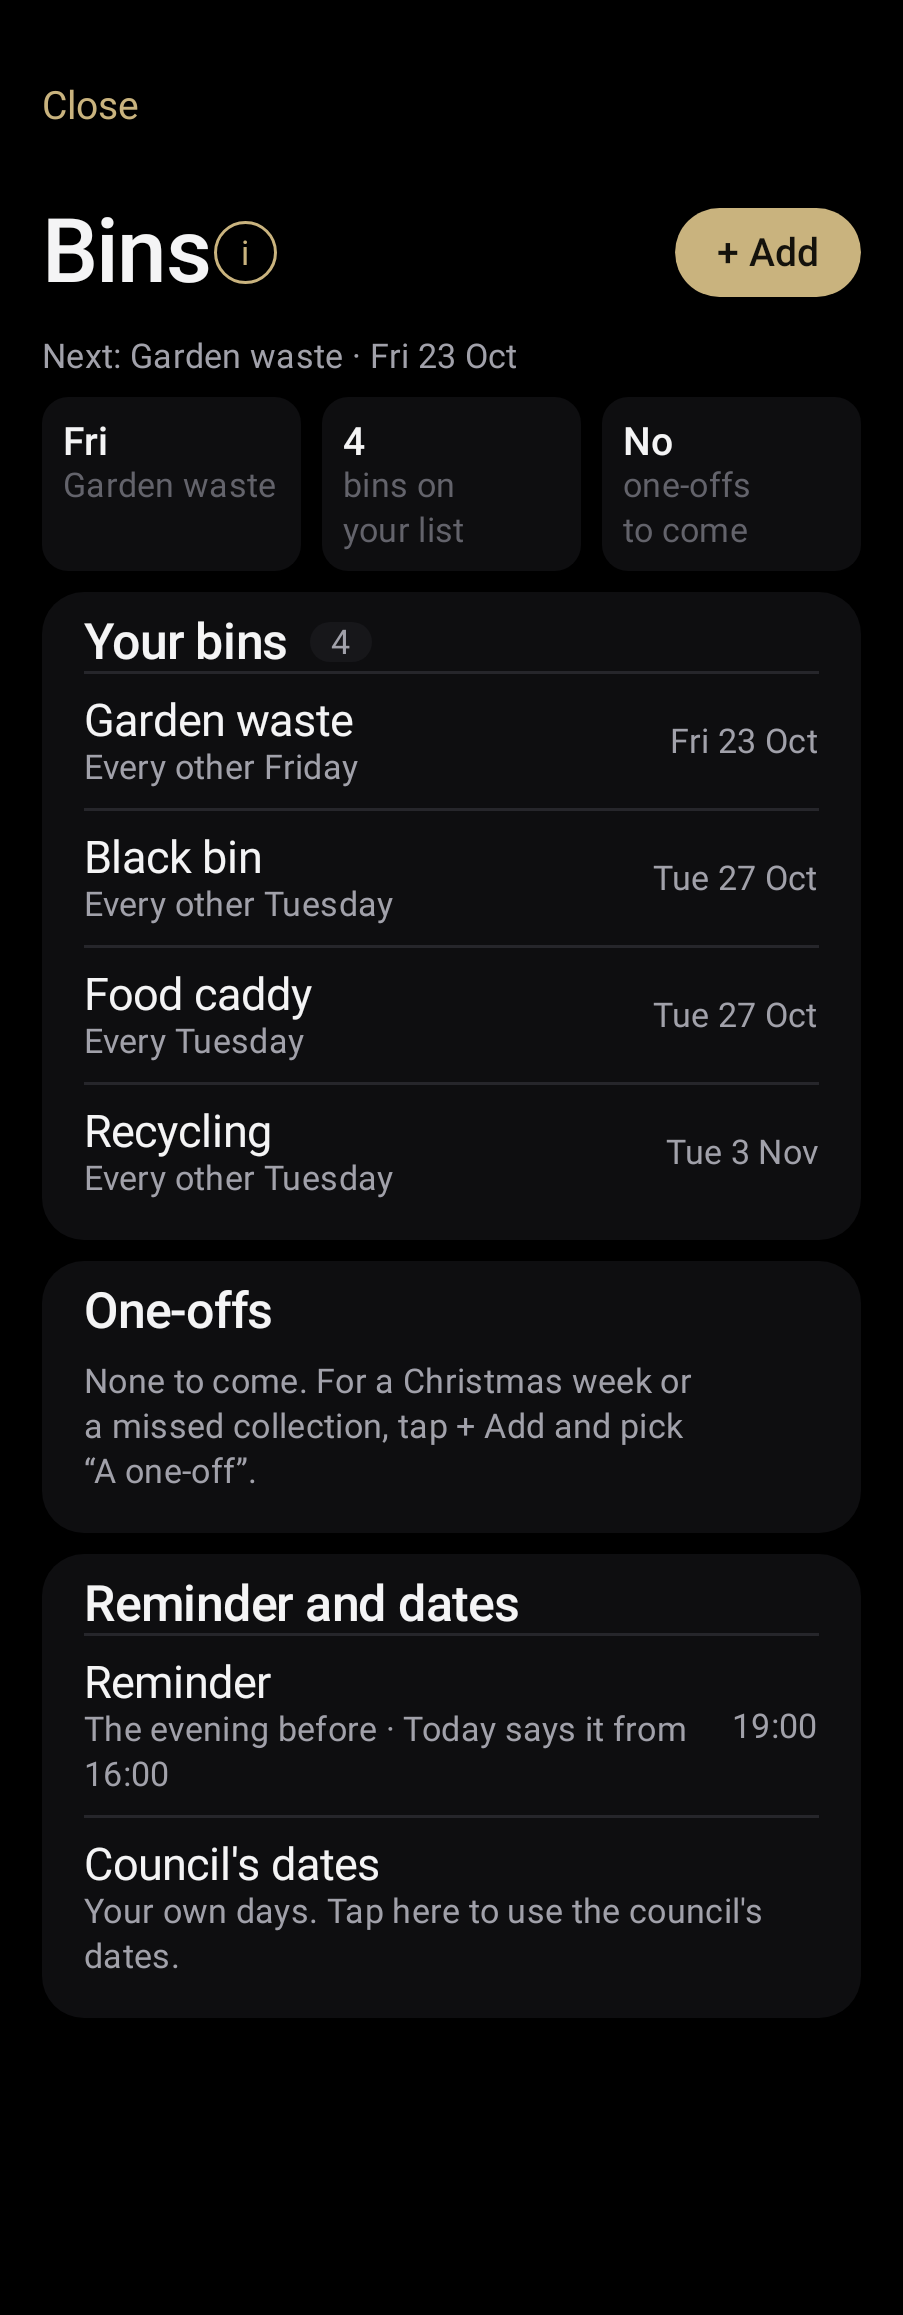 Close
Bins i
+ Add
Next: Garden waste · Fri 23 Oct
Fri
Garden waste
4
bins on
your list
No
one-offs
to come
Your bins 4
Garden waste
Every other Friday
Fri 23 Oct
Black bin
Every other Tuesday
Tue 27 Oct
Food caddy
Every Tuesday
Tue 27 Oct
Recycling
Every other Tuesday
Tue 3 Nov
One-offs
None to come. For a Christmas week or
a missed collection, tap + Add and pick
“A one-off”.
Reminder and dates
Reminder
The evening before · Today says it from
16:00
19:00
Council's dates
Your own days. Tap here to use the council's
dates.